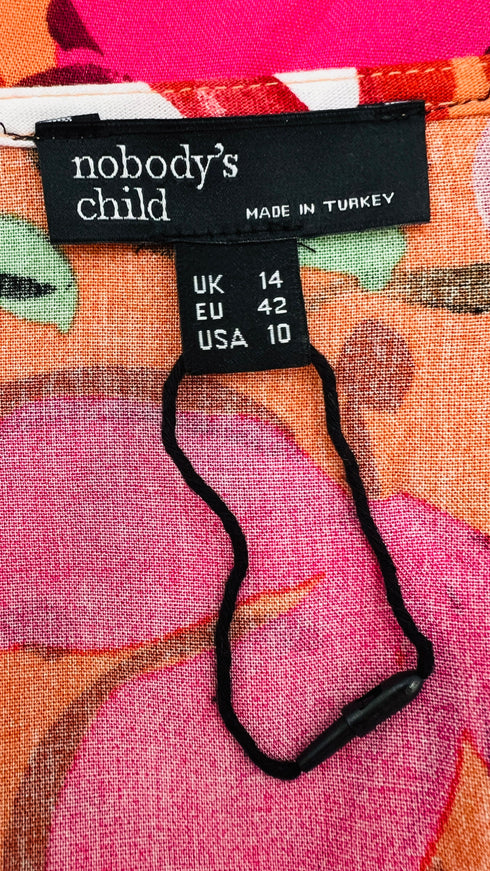 nobody's
child
MADE IN TURKEY
UK 14
EU 42
USA 10